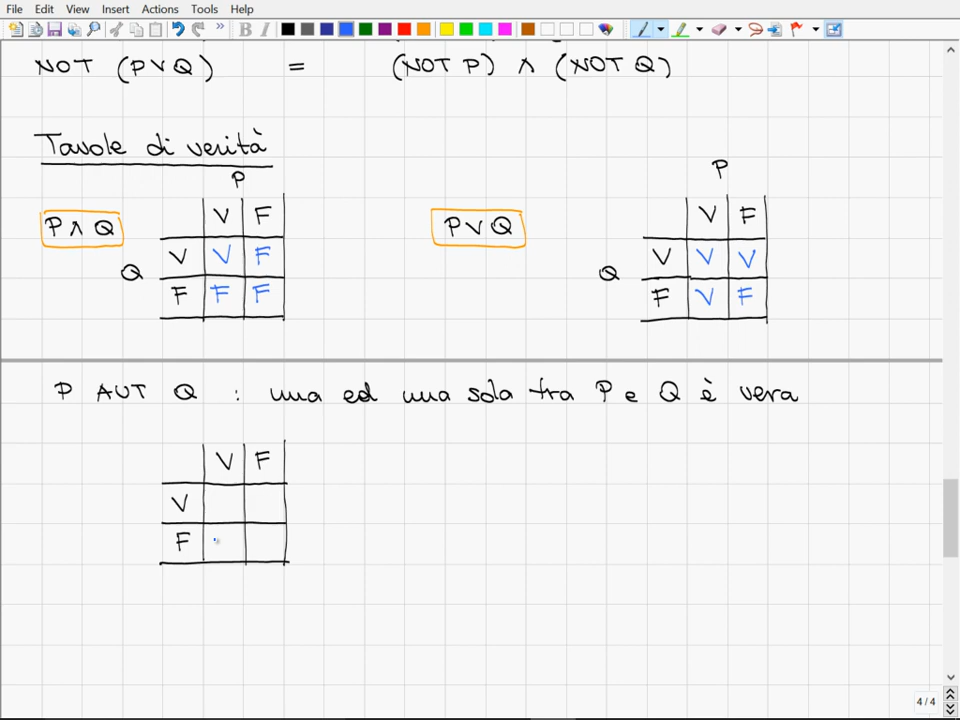 File Edit View Insert Actions Tools Help
B I
NOT (P∨Q) = (NOT P) ∧ (NOT Q)
Tavole di verità
P
P
P ∧ Q
V F
P ∨ Q
V F
Q
V V F
Q
V V V
F F F
F V F
P AUT Q : una ed una sola tra P e Q è vera
V F
V
F
4 / 4